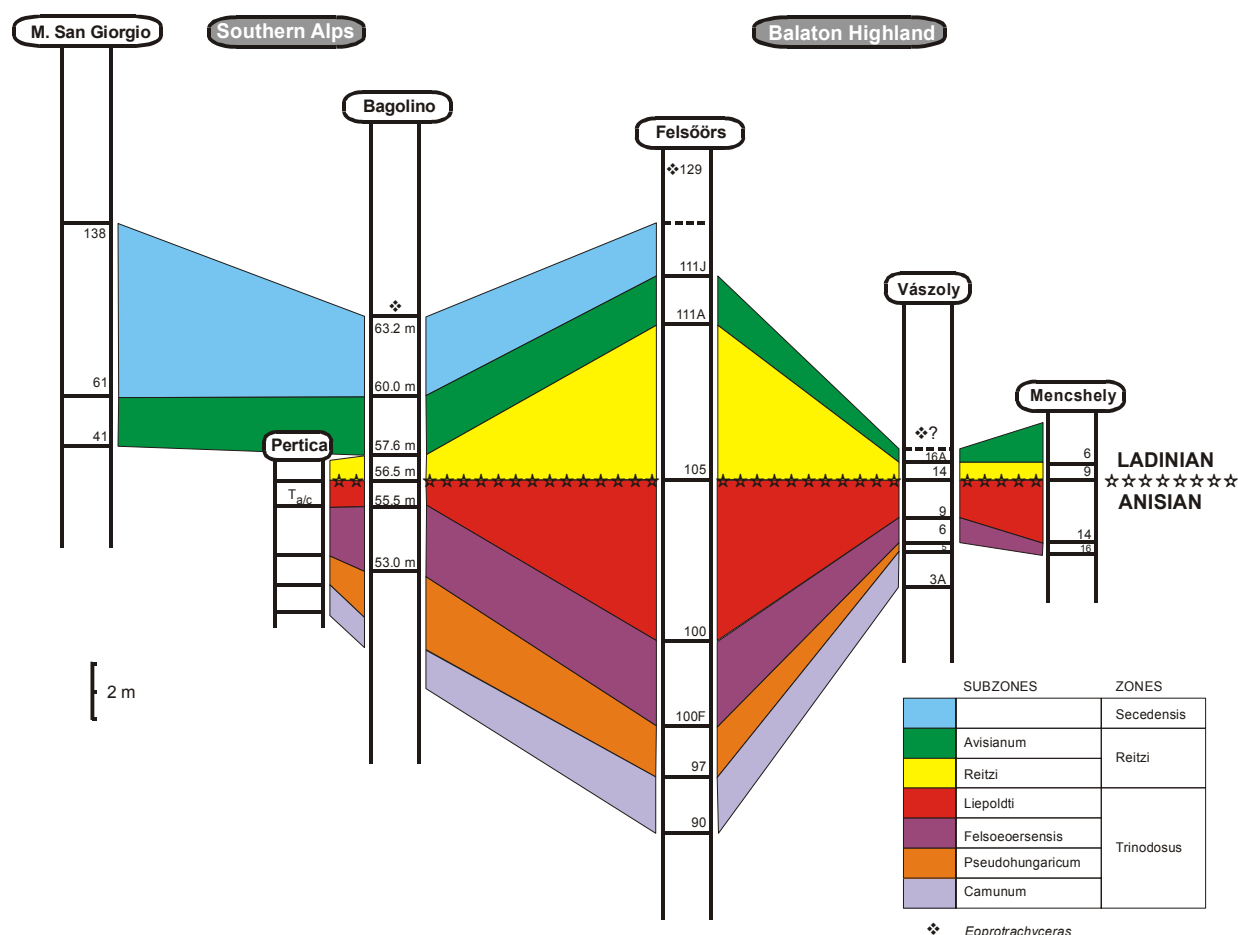 M. San Giorgio
Southern Alps
Balaton Highland
Bagolino
Felsőörs
❖129
138
111J
Vászoly
❖
111A
63.2 m
61
60.0 m
Mencshely
41
Pertica
57.6 m
❖?
16A
6
LADINIAN
56.5 m
105
14
9
☆☆☆☆☆☆☆☆
Ta/c
55.5 m
ANISIAN
9
6
14
5
16
53.0 m
3A
100
2 m
SUBZONES
ZONES
100F
Secedensis
Avisianum
Reitzi
97
Reitzi
Liepoldti
90
Felsoeoersensis
Trinodosus
Pseudohungaricum
Camunum
❖ Eoprotrachyceras